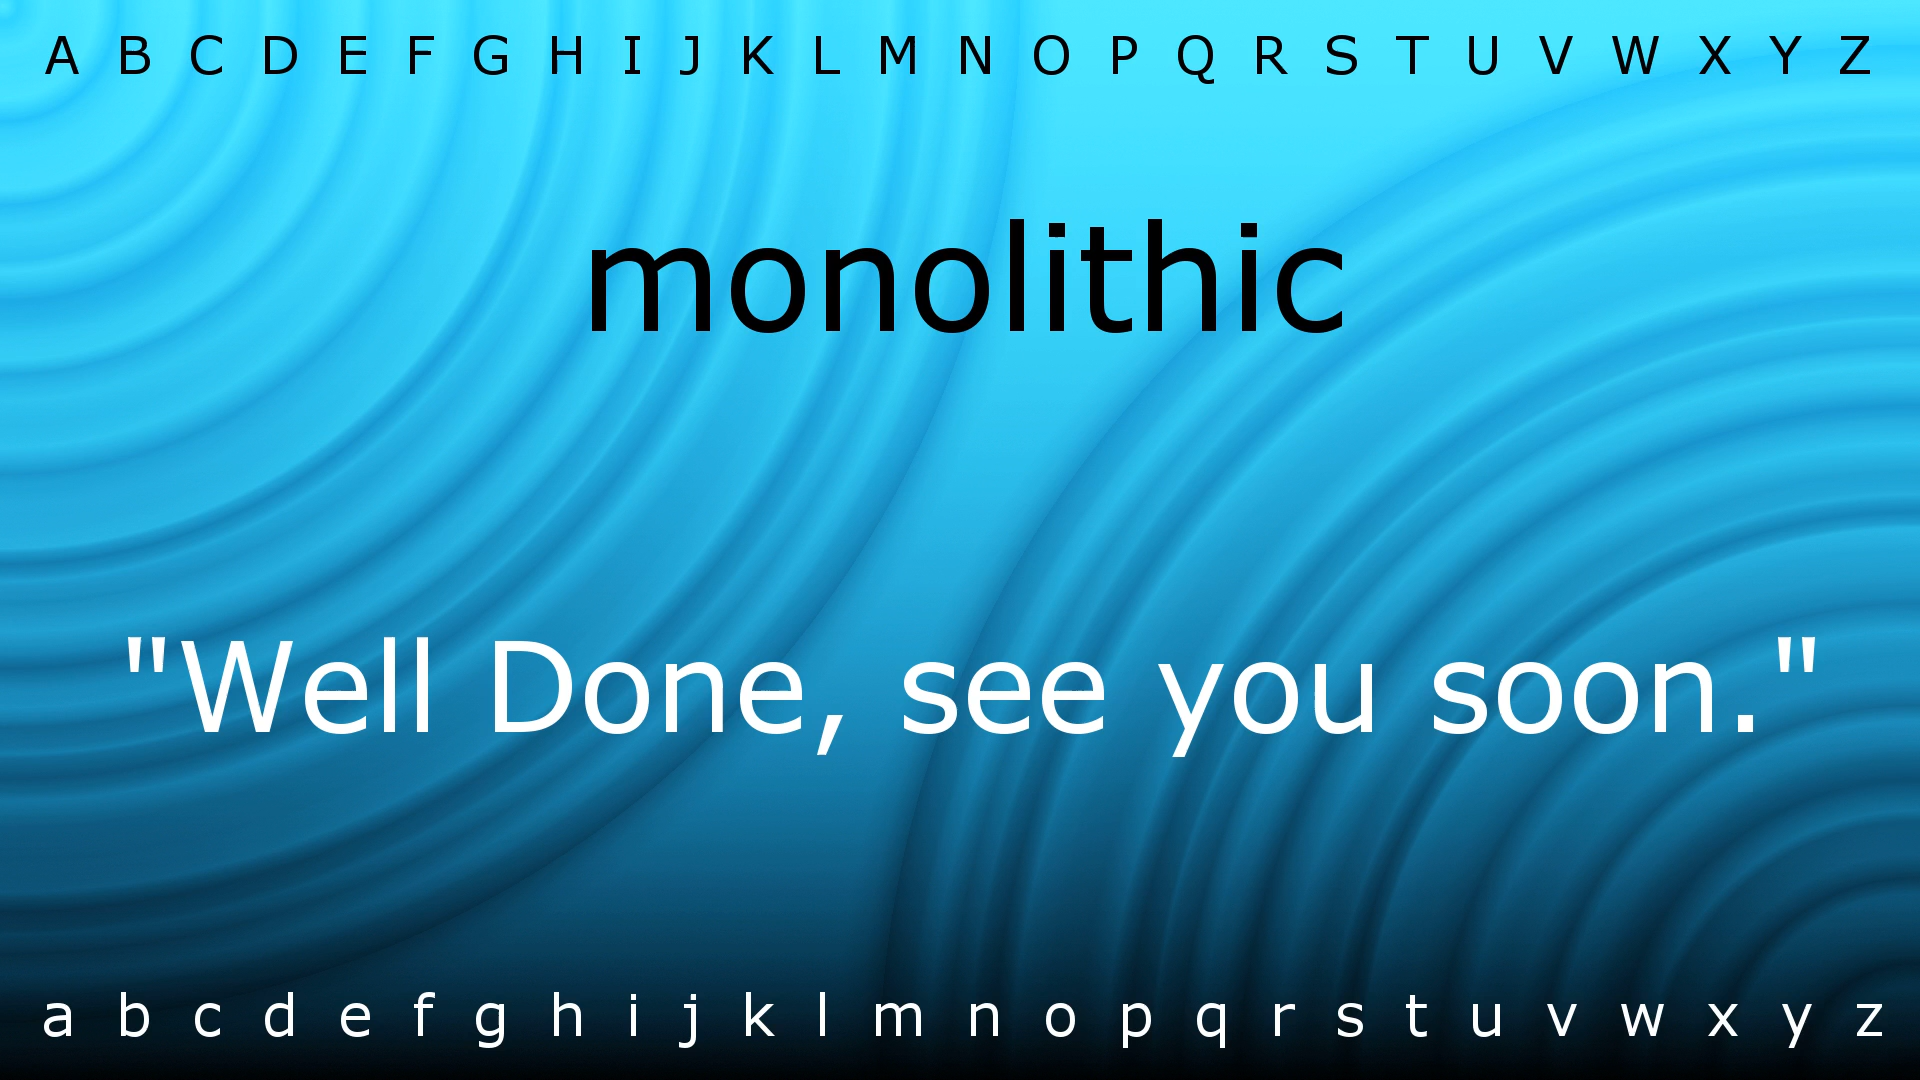 A B C D E F G H I J K L M N O P Q R S T U V W X Y Z
monolithic
"Well Done, see you soon."
a b c d e f g h i j k l m n o p q r s t u v w x y z